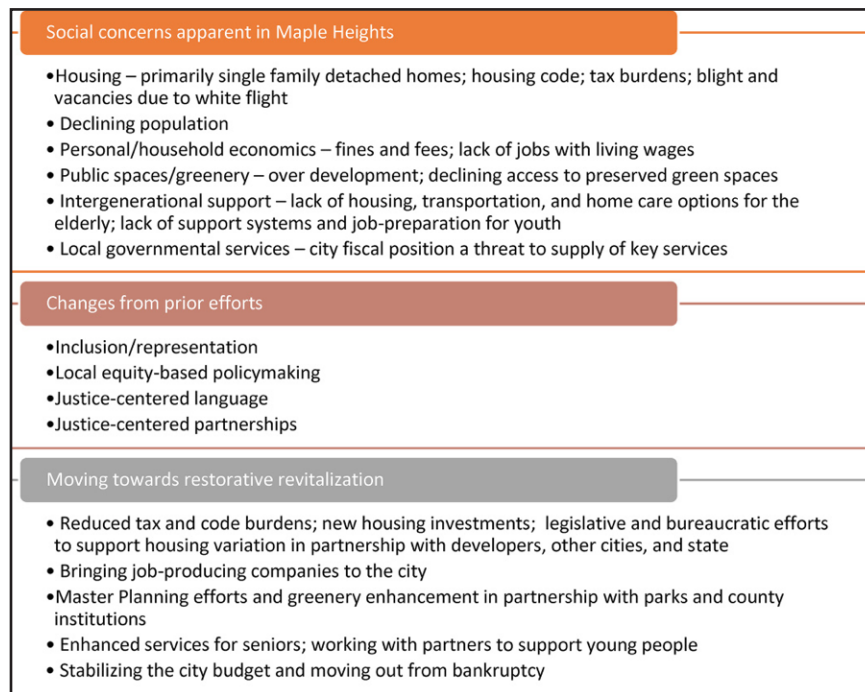 Social concerns apparent in Maple Heights
•Housing – primarily single family detached homes; housing code; tax burdens; blight and
vacancies due to white flight
• Declining population
• Personal/household economics – fines and fees; lack of jobs with living wages
• Public spaces/greenery – over development; declining access to preserved green spaces
• Intergenerational support – lack of housing, transportation, and home care options for the
elderly; lack of support systems and job-preparation for youth
• Local governmental services – city fiscal position a threat to supply of key services
Changes from prior efforts
•Inclusion/representation
•Local equity-based policymaking
•Justice-centered language
•Justice-centered partnerships
Moving towards restorative revitalization
• Reduced tax and code burdens; new housing investments; legislative and bureaucratic efforts
to support housing variation in partnership with developers, other cities, and state
• Bringing job-producing companies to the city
•Master Planning efforts and greenery enhancement in partnership with parks and county
institutions
• Enhanced services for seniors; working with partners to support young people
• Stabilizing the city budget and moving out from bankruptcy